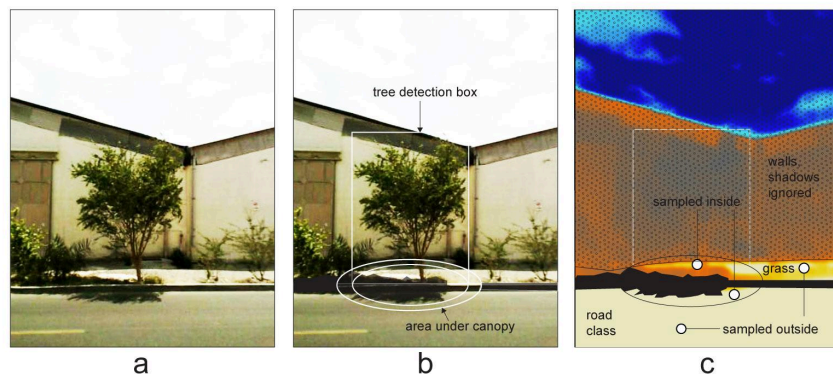 tree detection box
area under canopy
walls,
shadows
ignored
sampled inside
grass
road
class
sampled outside
a
b
c